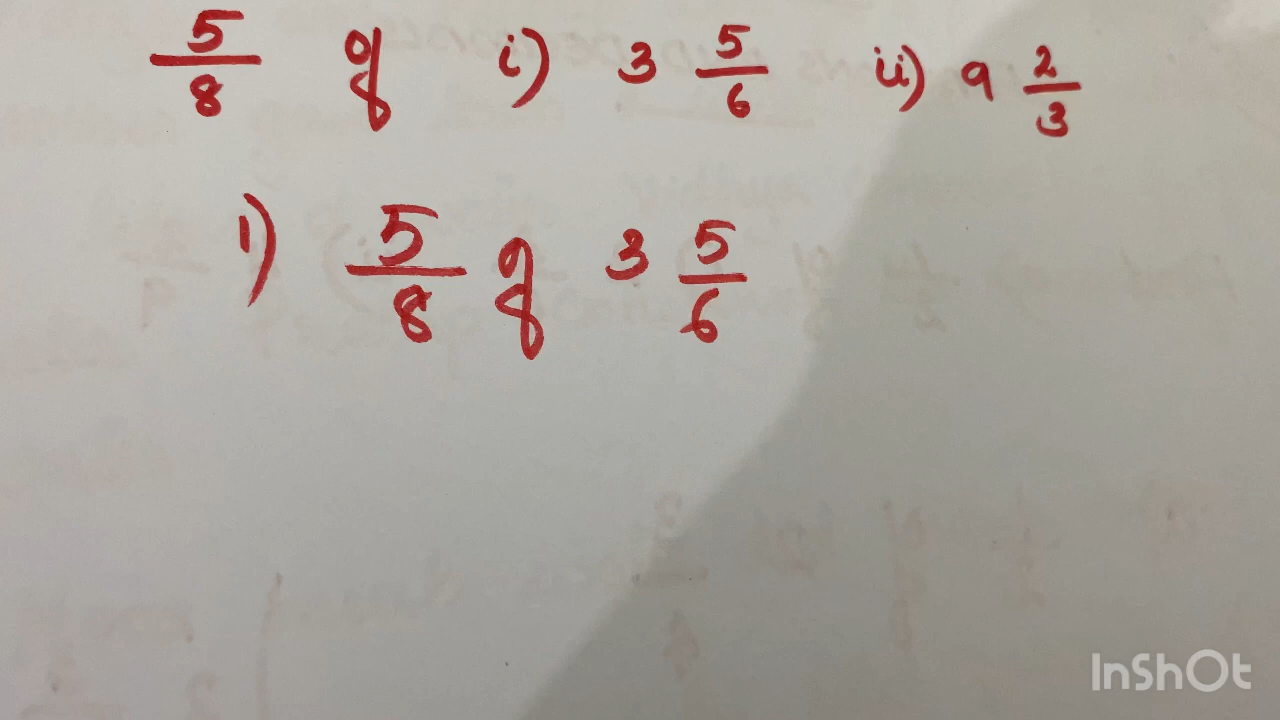 5/8 of i) 3 5/6 ii) 9 2/3
1) 5/8 of 3 5/6
InShOt